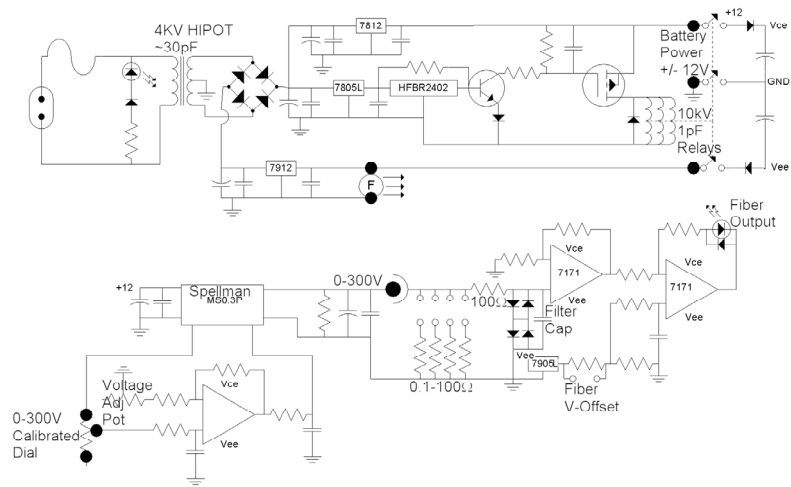 4KV HIPOT
~30pF
7812
+12
Vce
Battery
Power
+/- 12V
GND
7805L
HFBR2402
10kV
1pF
Relays
Vee
7912
F
Fiber
Output
Vce
7171
Vee
Vce
7171
Vee
0-300V
+12
Spellman
100Ω
Filter
Cap
Vee
7905L
0.1-100Ω
Fiber
V-Offset
Voltage
Adj
Pot
Vce
Vee
0-300V
Calibrated
Dial